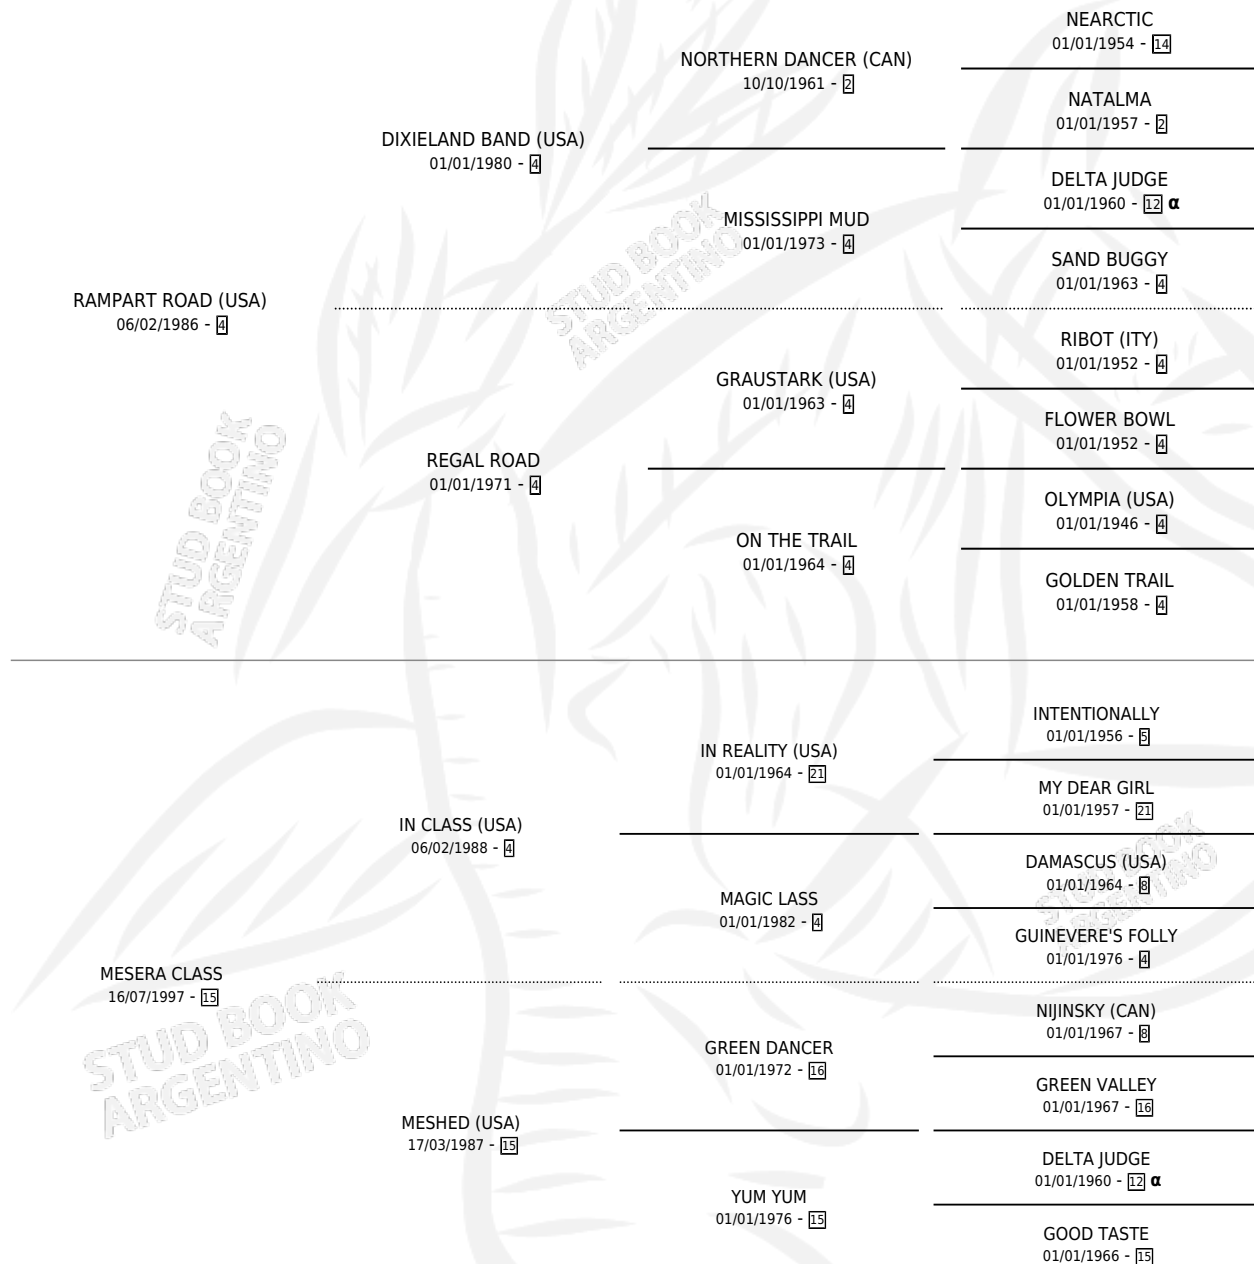 NEARCTIC
01/01/1954 - 14
NORTHERN DANCER (CAN)
10/10/1961 - 2
NATALMA
01/01/1957 - 2
DIXIELAND BAND (USA)
01/01/1980 - 4
DELTA JUDGE
01/01/1960 - 12 α
MISSISSIPPI MUD
01/01/1973 - 4
SAND BUGGY
01/01/1963 - 4
RAMPART ROAD (USA)
06/02/1986 - 4
RIBOT (ITY)
01/01/1952 - 4
GRAUSTARK (USA)
01/01/1963 - 4
FLOWER BOWL
01/01/1952 - 4
REGAL ROAD
01/01/1971 - 4
OLYMPIA (USA)
01/01/1946 - 4
ON THE TRAIL
01/01/1964 - 4
GOLDEN TRAIL
01/01/1958 - 4
INTENTIONALLY
01/01/1956 - 5
IN REALITY (USA)
01/01/1964 - 21
MY DEAR GIRL
01/01/1957 - 21
IN CLASS (USA)
06/02/1988 - 4
DAMASCUS (USA)
01/01/1964 - 8
MAGIC LASS
01/01/1982 - 4
GUINEVERE'S FOLLY
01/01/1976 - 4
MESERA CLASS
16/07/1997 - 15
NIJINSKY (CAN)
01/01/1967 - 8
GREEN DANCER
01/01/1972 - 16
GREEN VALLEY
01/01/1967 - 16
MESHED (USA)
17/03/1987 - 15
DELTA JUDGE
01/01/1960 - 12 α
YUM YUM
01/01/1976 - 15
GOOD TASTE
01/01/1966 - 15
STUD BOOK
ARGENTINO
STUD BOOK
ARGENTINO
STUD BOOK
ARGENTINO
STUD BOOK
ARGENTINO